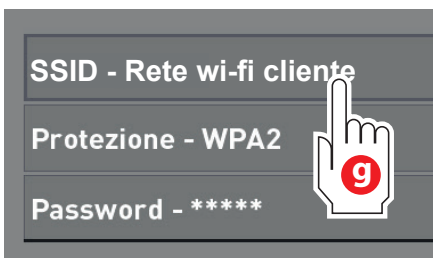 SSID - Rete wi-fi cliente
Protezione - WPA2
g
Password - *****